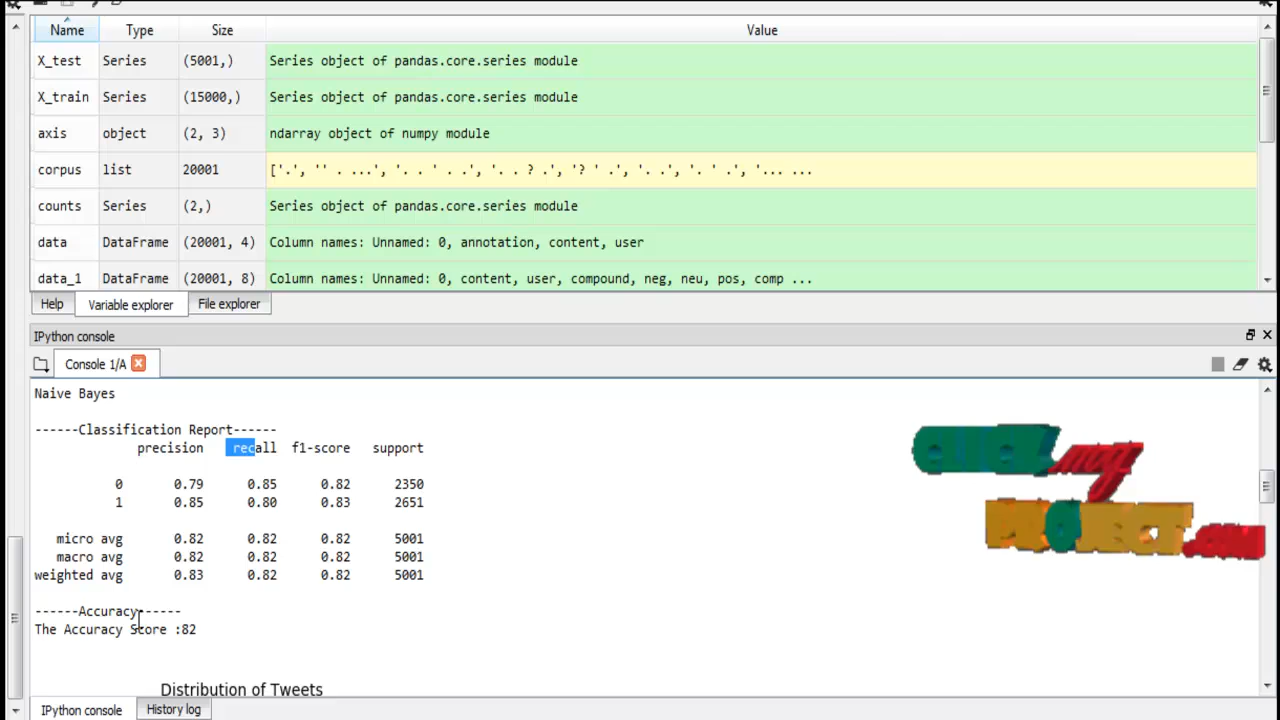 Name Type Size Value
X_test Series (5001,) Series object of pandas.core.series module
X_train Series (15000,) Series object of pandas.core.series module
axis object (2, 3) ndarray object of numpy module
corpus list 20001 ['.', '' . ...', '. . ' . .', '. . ? .', '? ' .', '. .', '. ' .', '... ...
counts Series (2,) Series object of pandas.core.series module
data DataFrame (20001, 4) Column names: Unnamed: 0, annotation, content, user
data_1 DataFrame (20001, 8) Column names: Unnamed: 0, content, user, compound, neg, neu, pos, comp ...
Help Variable explorer File explorer
IPython console
Console 1/A
Naive Bayes
------Classification Report------
precision recall f1-score support
0 0.79 0.85 0.82 2350
1 0.85 0.80 0.83 2651
micro avg 0.82 0.82 0.82 5001
macro avg 0.82 0.82 0.82 5001
weighted avg 0.83 0.82 0.82 5001
------Accuracy------
The Accuracy Score :82
Distribution of Tweets
IPython console History log
CLICK my
PROJECT.com